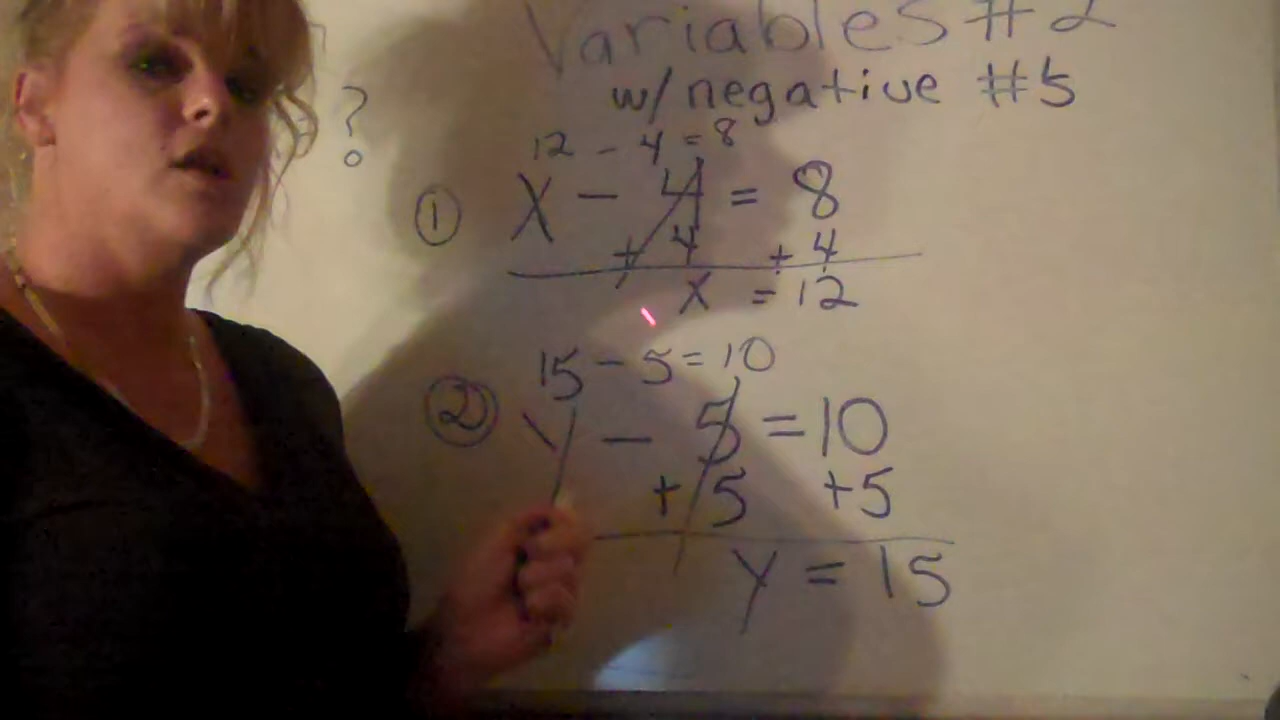 Variables #2
w/ negative #5
?
12 - 4 = 8
① X - 4 = 8
+ 4 + 4
x = 12
15 - 5 = 10
② Y - 5 = 10
+ 5 +5
y = 15